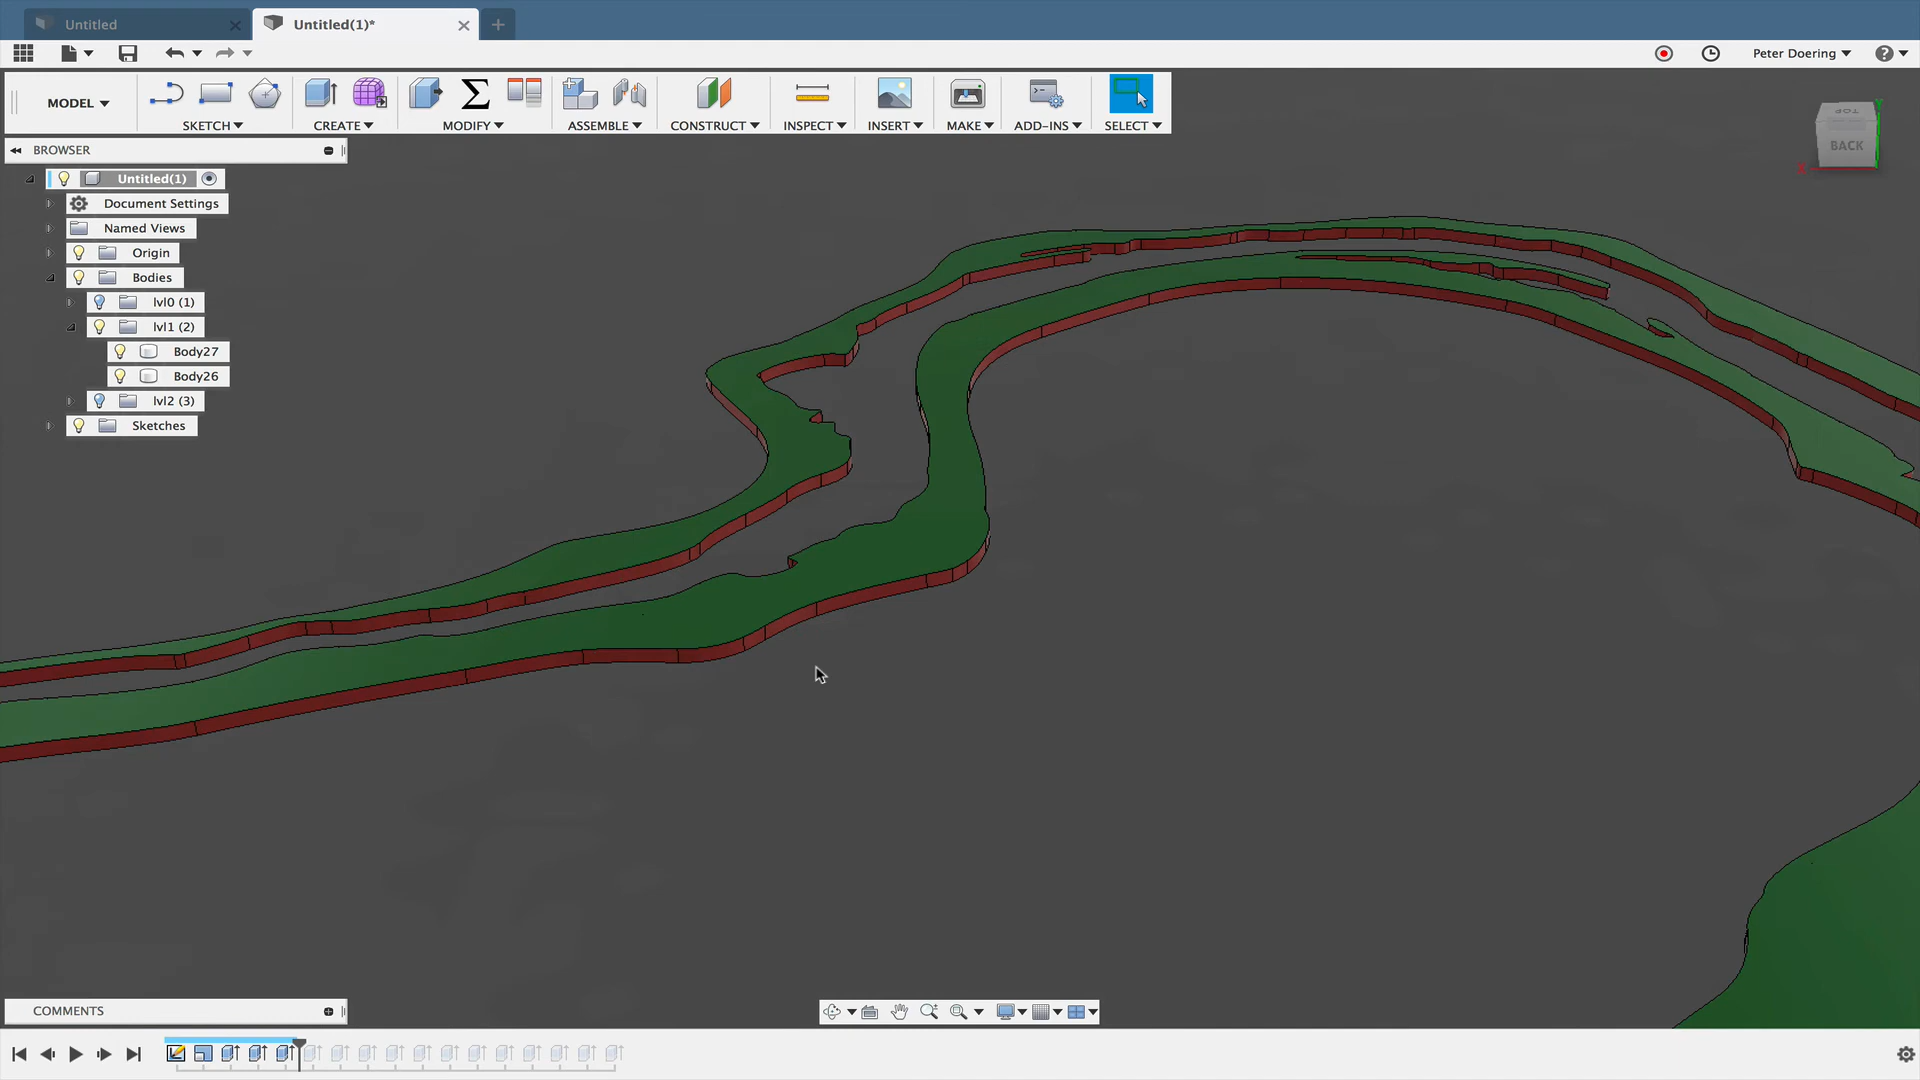 Untitled
Untitled(1)*
Peter Doering
MODEL
SKETCH
CREATE
MODIFY
ASSEMBLE
CONSTRUCT
INSPECT
INSERT
MAKE
ADD-INS
SELECT
TOP
BACK
Y
X
BROWSER
Untitled(1)
Document Settings
Named Views
Origin
Bodies
lvl0 (1)
lvl1 (2)
Body27
Body26
lvl2 (3)
Sketches
COMMENTS